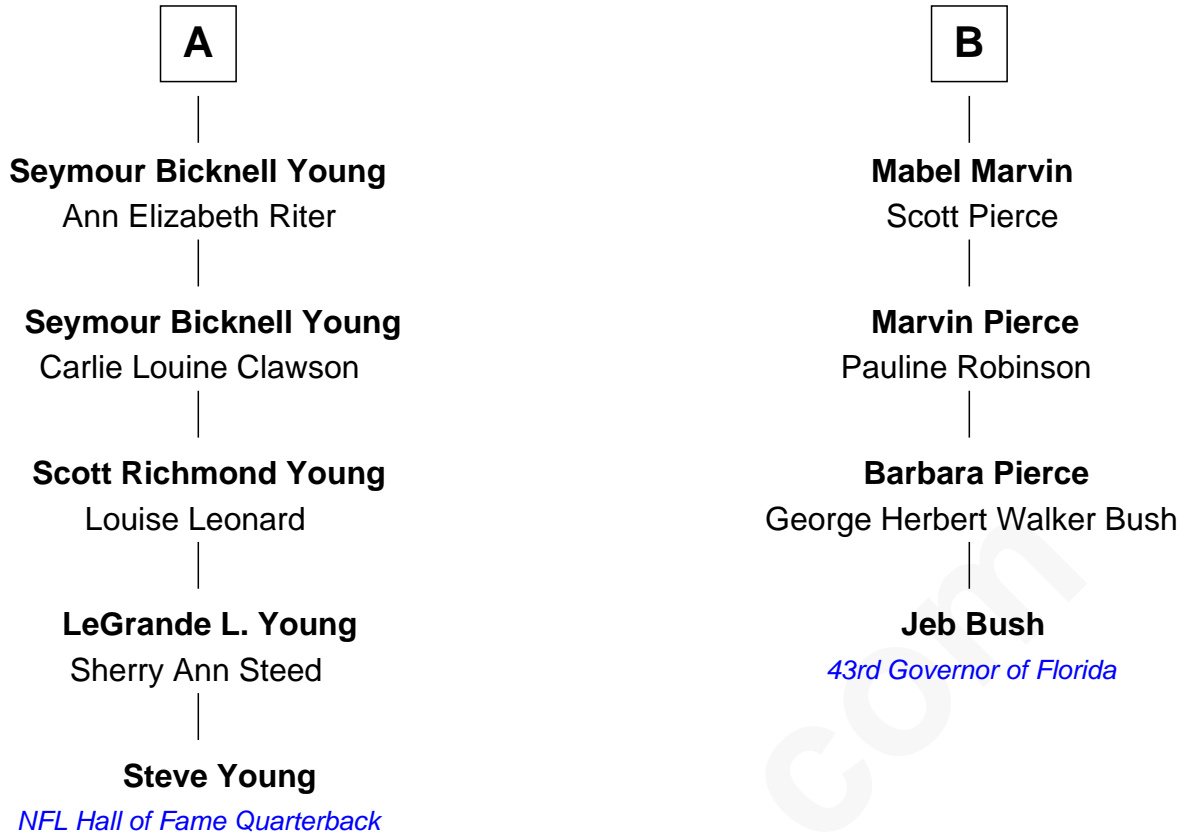 A
Seymour Bicknell Young
Ann Elizabeth Riter
Seymour Bicknell Young
Carlie Louine Clawson
Scott Richmond Young
Louise Leonard
LeGrande L. Young
Sherry Ann Steed
Steve Young
NFL Hall of Fame Quarterback
B
Mabel Marvin
Scott Pierce
Marvin Pierce
Pauline Robinson
Barbara Pierce
George Herbert Walker Bush
Jeb Bush
43rd Governor of Florida
com